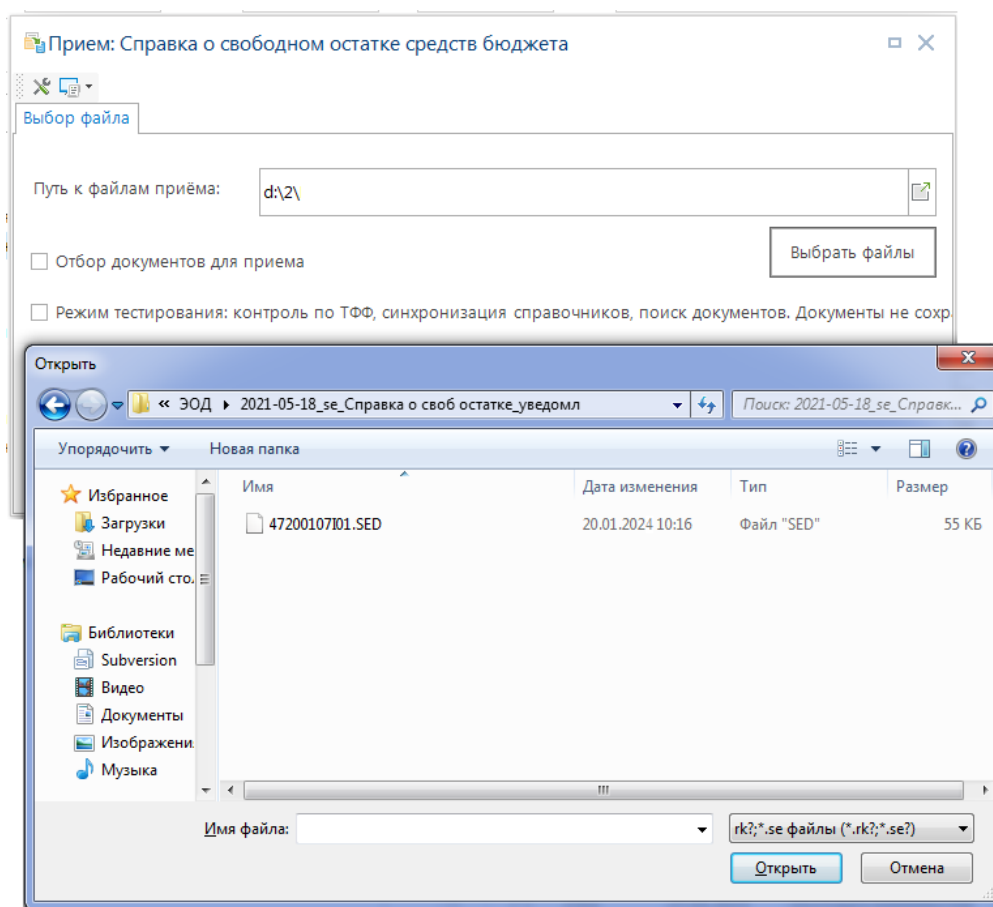 Прием: Справка о свободном остатке средств бюджета
Выбор файла
Путь к файлам приёма:
d:\2\
Выбрать файлы
Отбор документов для приема
Режим тестирования: контроль по ТФФ, синхронизация справочников, поиск документов. Документы не сохр
Открыть
« ЭОД ▸ 2021-05-18_se_Справка о своб остатке_уведомл
Поиск: 2021-05-18_se_Справк...
Упорядочить
Новая папка
Имя
Дата изменения
Тип
Размер
Избранное
Загрузки
Недавние ме
Рабочий сто.
Библиотеки
Subversion
Видео
Документы
Изображени
Музыка
47200107I01.SED
20.01.2024 10:16
Файл "SED"
55 КБ
Имя файла:
rk?;*.se файлы (*.rk?;*.se?)
Открыть
Отмена